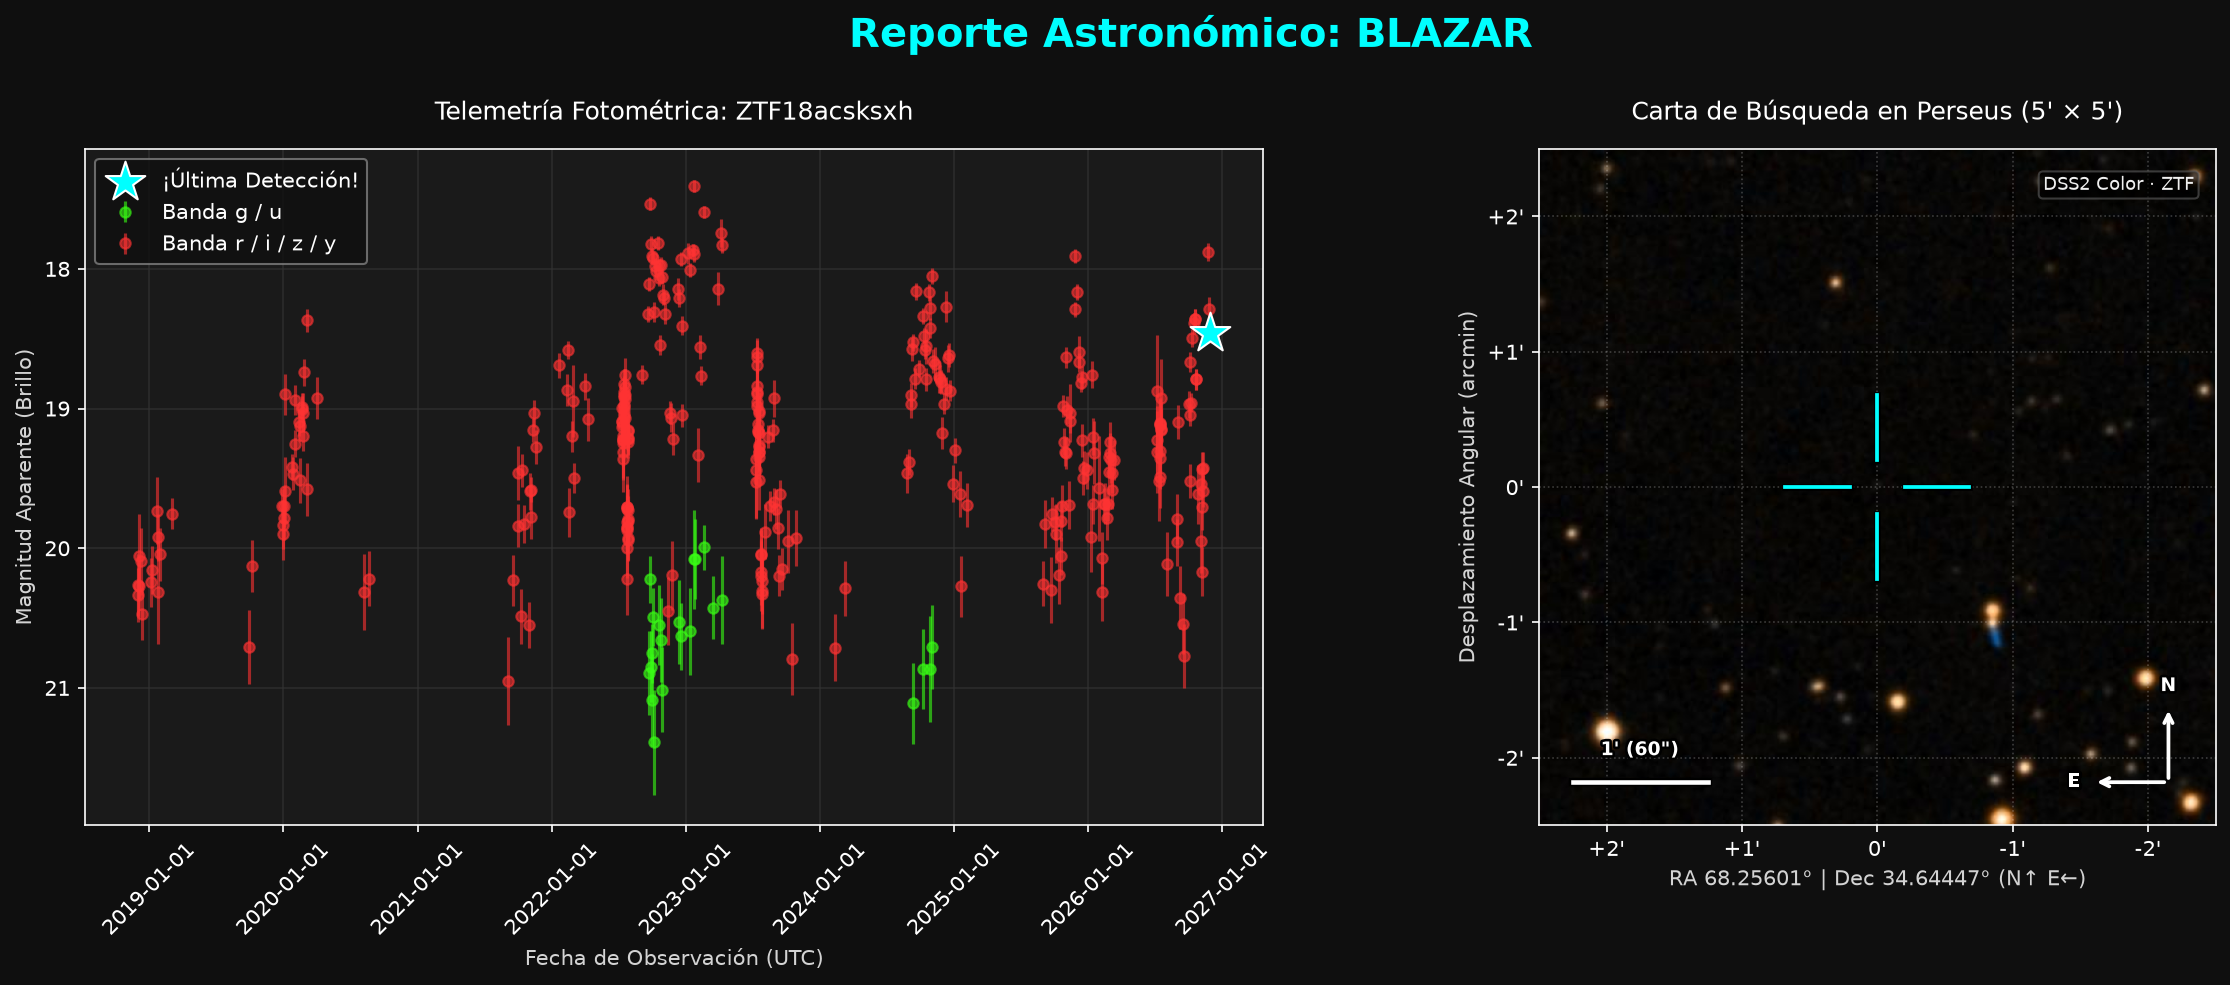 Reporte Astronómico: BLAZAR
Telemetría Fotométrica: ZTF18acsksxh
¡Última Detección!
Banda g / u
Banda r / i / z / y
Magnitud Aparente (Brillo)
18
19
20
21
2019-01-01
2020-01-01
2021-01-01
2022-01-01
2023-01-01
2024-01-01
2025-01-01
2026-01-01
2027-01-01
Fecha de Observación (UTC)
Carta de Búsqueda en Perseus (5' × 5')
DSS2 Color · ZTF
Desplazamiento Angular (arcmin)
+2'
+1'
0'
-1'
-2'
N
E
1' (60")
+2'
+1'
0'
-1'
-2'
RA 68.25601° | Dec 34.64447° (N↑ E←)